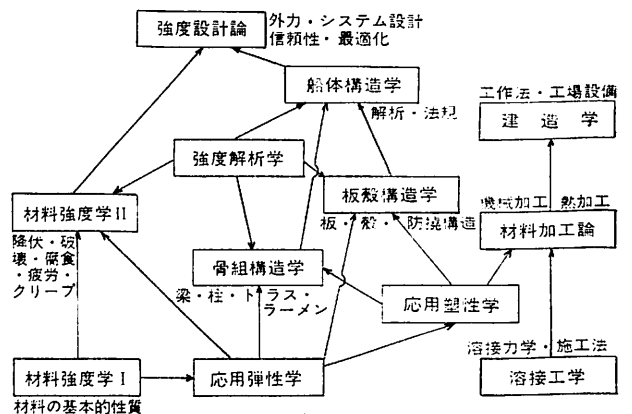 強度設計論
外力・システム設計
信頼性・最適化
船体構造学
解析・法規
工作法・工場設備
建造学
強度解析学
板殻構造学
板・殻・防撓構造
機械加工 熱加工
材料加工論
材料強度学II
降伏・破
壊・腐食
・疲労・
クリープ
骨組構造学
梁・柱・トラス・
ラーメン
応用塑性学
溶接力学・施工法
溶接工学
材料強度学I
材料の基本的性質
応用弾性学